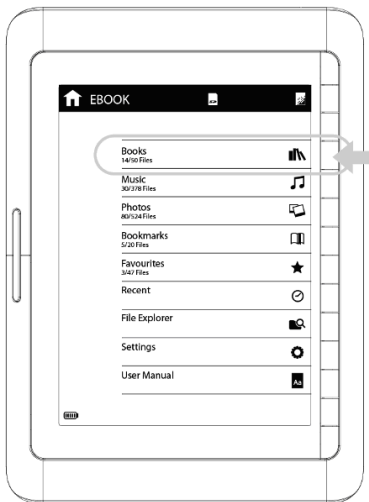 EBOOK
Books
14/50 Files
Music
30/378 Files
Photos
80/524 Files
Bookmarks
5/20 Files
Favourites
3/47 Files
Recent
File Explorer
Settings
User Manual
Aa